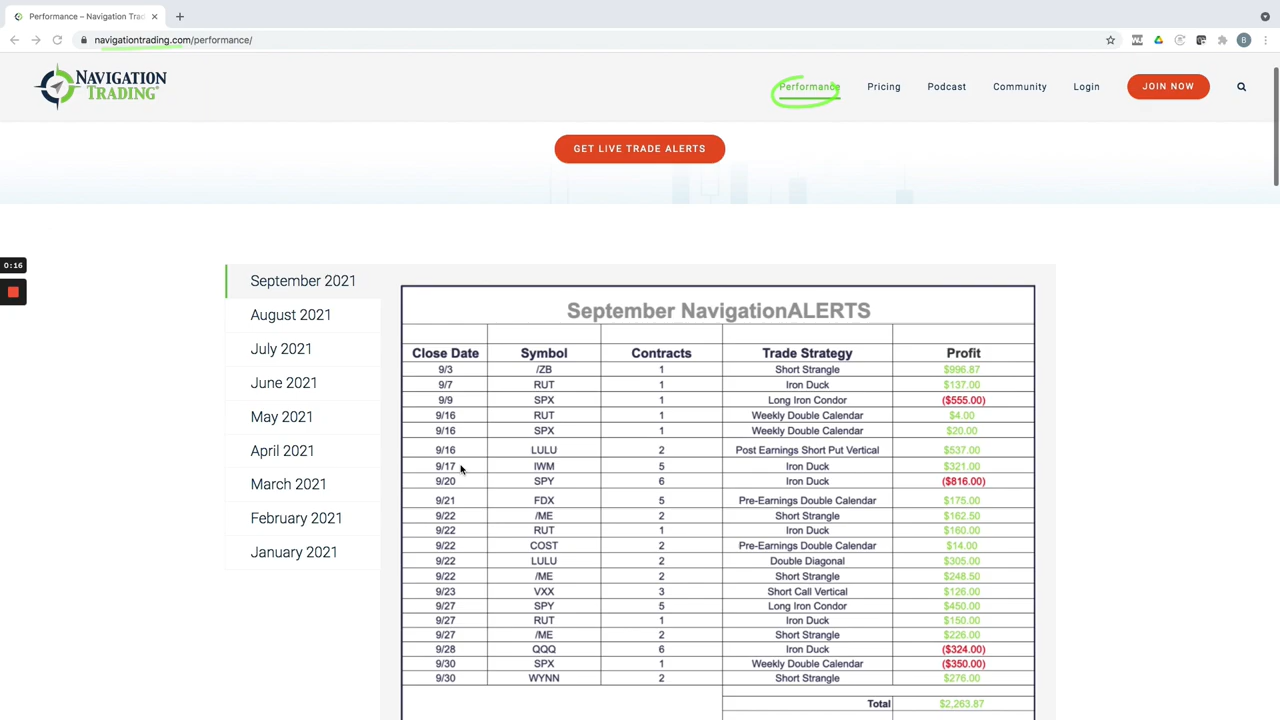 Performance – Navigation Trad
navigationtrading.com/performance/
NAVIGATION
TRADING
Performance Pricing Podcast Community Login JOIN NOW
GET LIVE TRADE ALERTS
0:16
September 2021
August 2021
July 2021
June 2021
May 2021
April 2021
March 2021
February 2021
January 2021
September NavigationALERTS
Close Date Symbol Contracts Trade Strategy Profit
9/3 /ZB 1 Short Strangle $996.87
9/7 RUT 1 Iron Duck $137.00
9/9 SPX 1 Long Iron Condor ($555.00)
9/16 RUT 1 Weekly Double Calendar $4.00
9/16 SPX 1 Weekly Double Calendar $20.00
9/16 LULU 2 Post Earnings Short Put Vertical $537.00
9/17 IWM 5 Iron Duck $321.00
9/20 SPY 6 Iron Duck ($816.00)
9/21 FDX 5 Pre-Earnings Double Calendar $175.00
9/22 /ME 2 Short Strangle $162.50
9/22 RUT 1 Iron Duck $160.00
9/22 COST 2 Pre-Earnings Double Calendar $14.00
9/22 LULU 2 Double Diagonal $305.00
9/22 /ME 2 Short Strangle $248.50
9/23 VXX 3 Short Call Vertical $126.00
9/27 SPY 5 Long Iron Condor $450.00
9/27 RUT 1 Iron Duck $150.00
9/27 /ME 2 Short Strangle $226.00
9/28 QQQ 6 Iron Duck ($324.00)
9/30 SPX 1 Weekly Double Calendar ($350.00)
9/30 WYNN 2 Short Strangle $276.00
Total $2,263.87